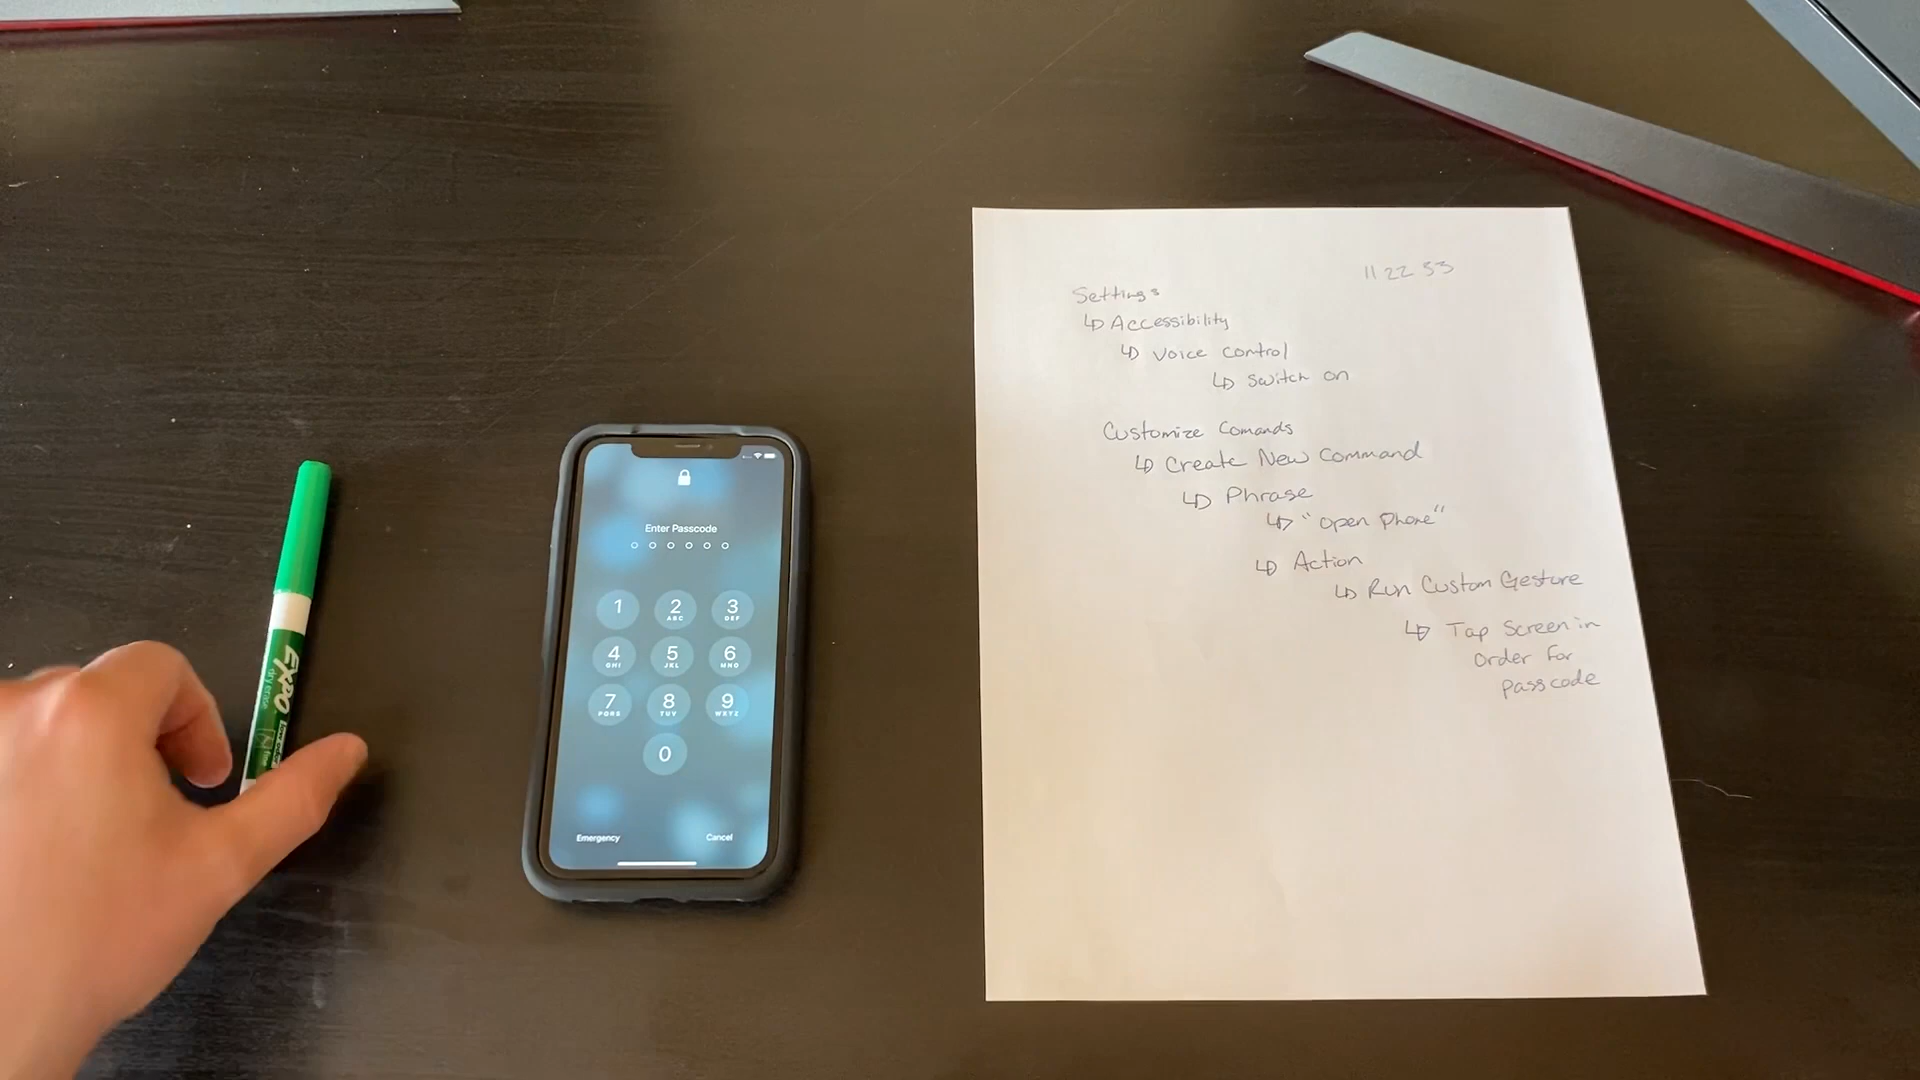 Enter Passcode
1
2
ABC
3
DEF
4
GHI
5
JKL
6
MNO
7
PQRS
8
TUV
9
WXYZ
0
Emergency
Cancel
EXPO
dry erase
11 22 33
Settings
↳ Accessibility
↳ Voice Control
↳ Switch on
Customize Comands
↳ Create New Command
↳ Phrase
↳ "Open Phone"
↳ Action
↳ Run Custom Gesture
↳ Tap Screen in
Order For
passcode